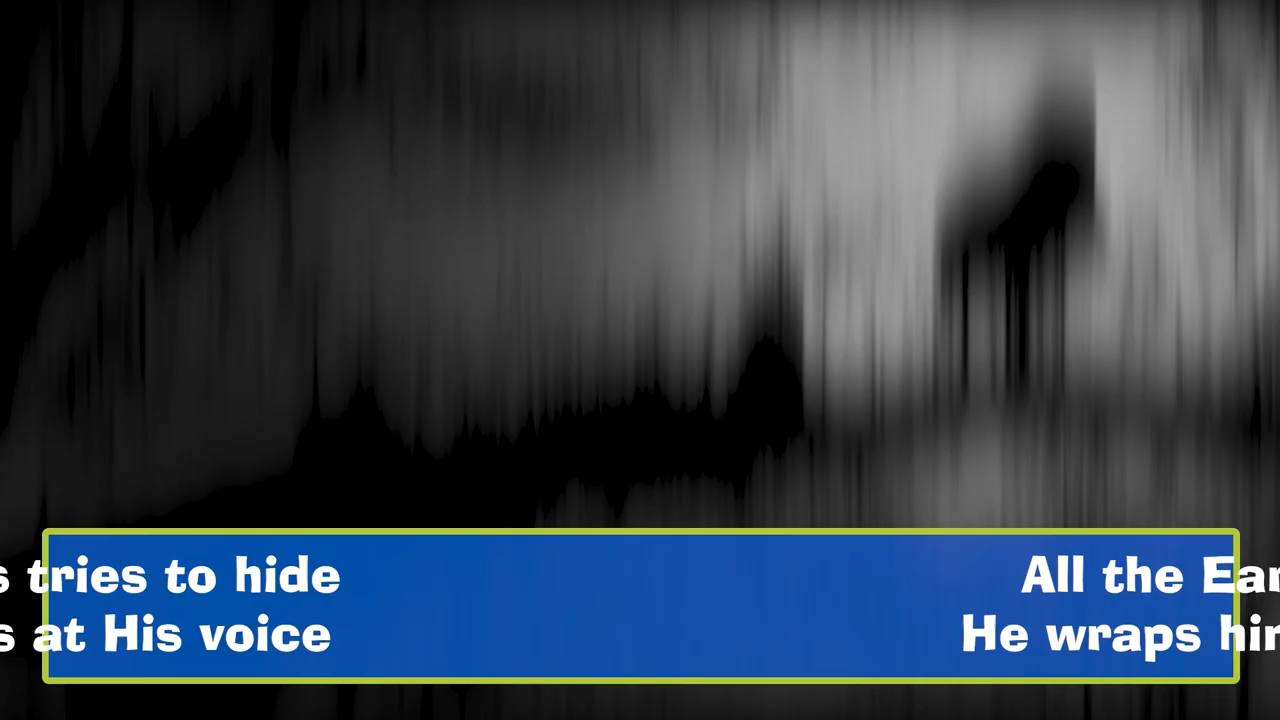 tries to hide
at His voice
All the
He wraps